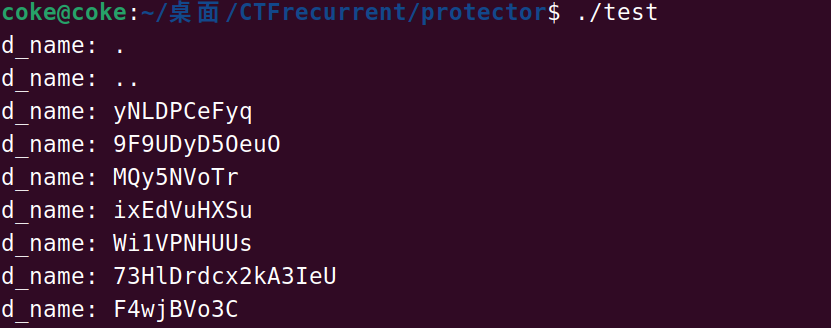 coke@coke:~/桌面/CTFrecurrent/protector$ ./test
d_name: .
d_name: ..
d_name: yNLDPCeFyq
d_name: 9F9UDyD5OeuO
d_name: MQy5NVoTr
d_name: ixEdVuHXSu
d_name: Wi1VPNHUUs
d_name: 73HlDrdcx2kA3IeU
d_name: F4wjBVo3C